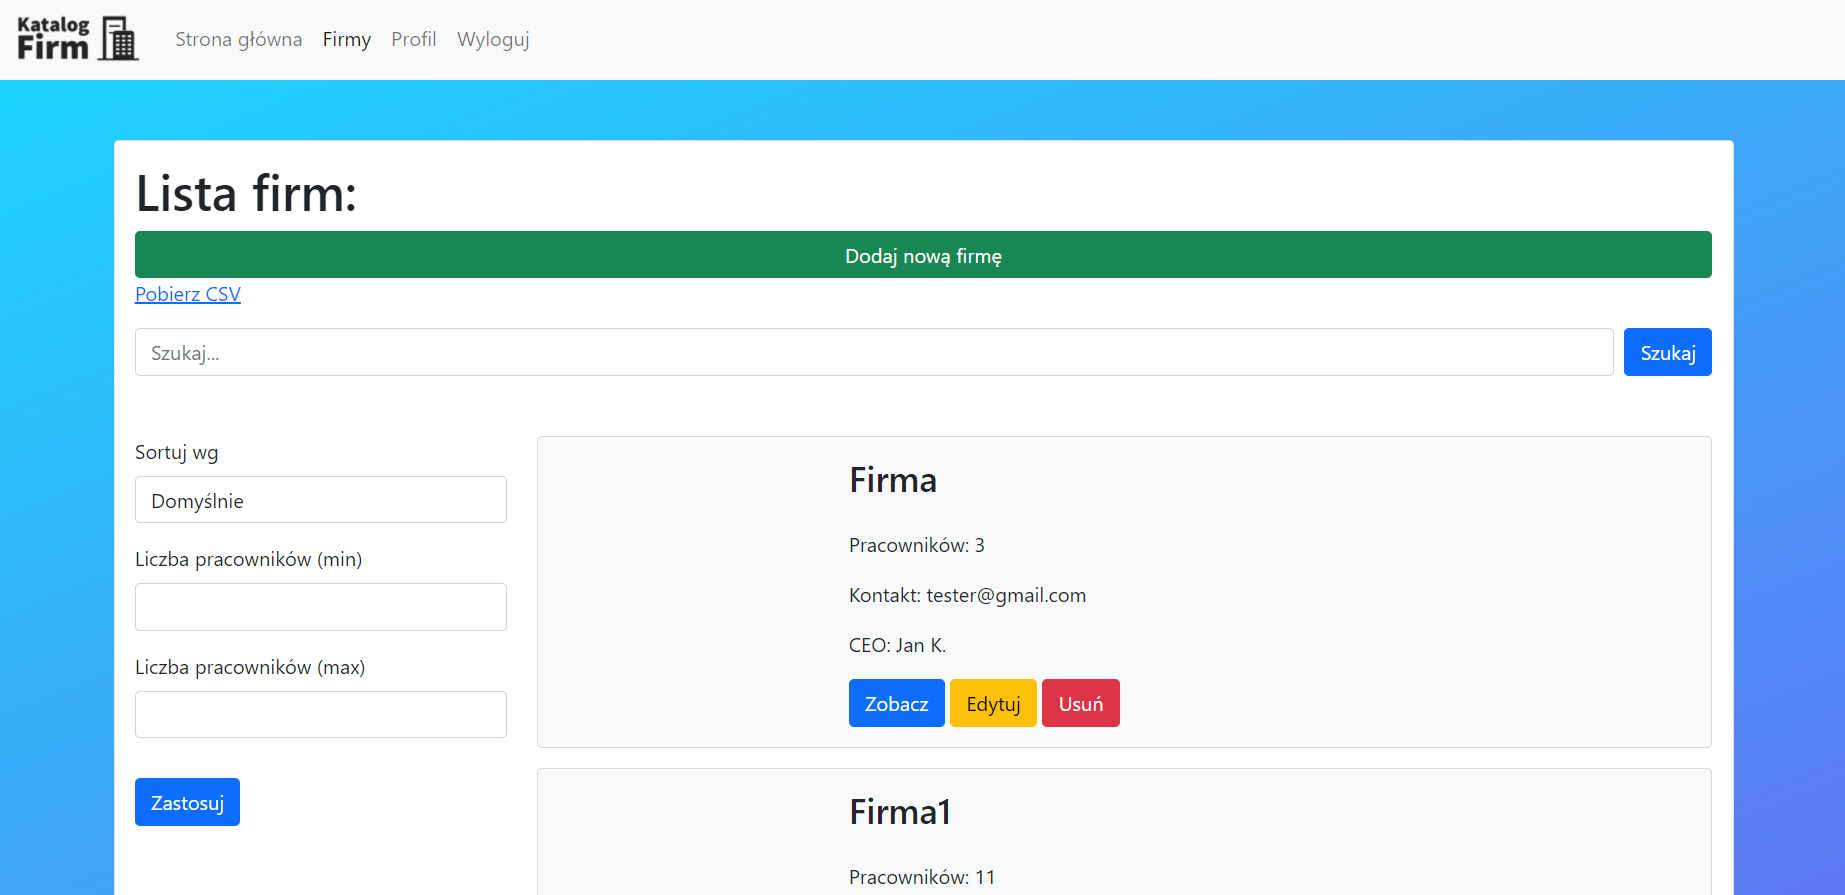 Katalog
Firm
Strona główna Firmy Profil Wyloguj
Lista firm:
Dodaj nową firmę
Pobierz CSV
Szukaj... Szukaj
Sortuj wg
Domyślnie
Liczba pracowników (min)
Liczba pracowników (max)
Zastosuj
Firma
Pracowników: 3
Kontakt: tester@gmail.com
CEO: Jan K.
Zobacz Edytuj Usuń
Firma1
Pracowników: 11